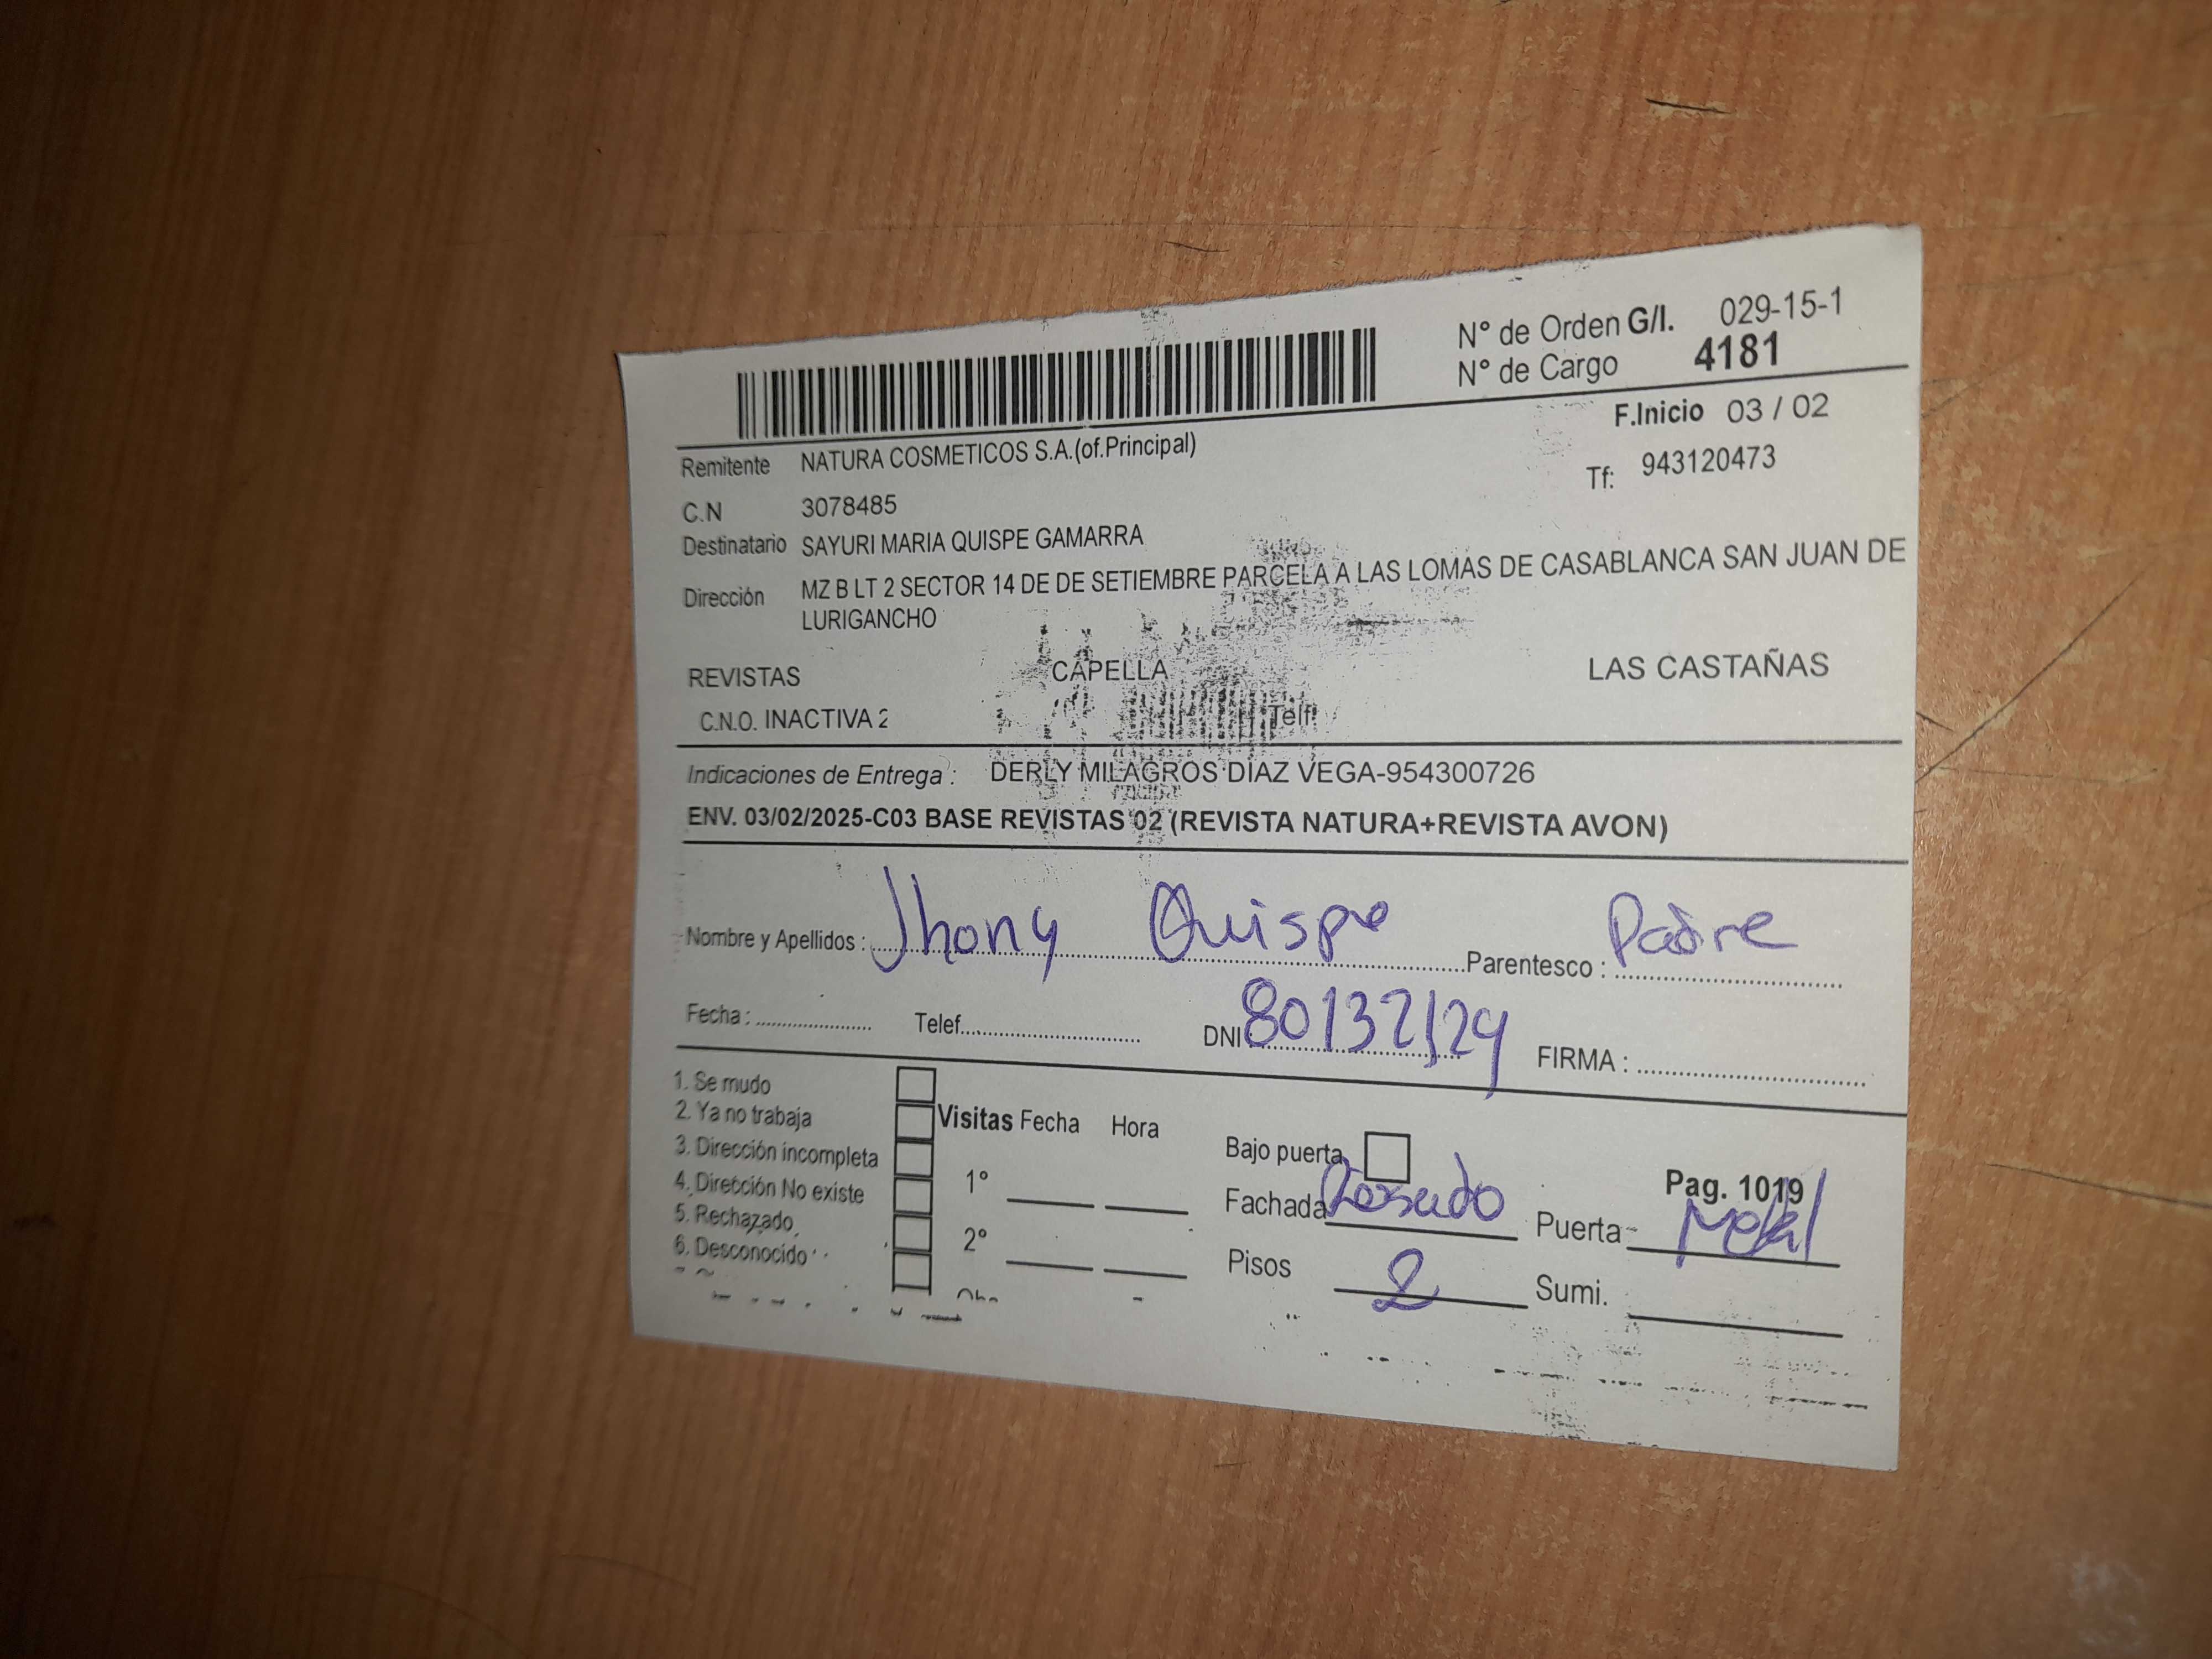 N° de Orden G/I. 029-15-1
N° de Cargo 4181
F.Inicio 03 / 02
Remitente NATURA COSMETICOS S.A.(of.Principal)
Tf: 943120473
C.N 3078485
Destinatario SAYURI MARIA QUISPE GAMARRA
Dirección MZ B LT 2 SECTOR 14 DE DE SETIEMBRE PARCELA A LAS LOMAS DE CASABLANCA SAN JUAN DE
LURIGANCHO
REVISTAS CAPELLA LAS CASTAÑAS
C.N.O. INACTIVA 2 Telf:
Indicaciones de Entrega : DERLY MILAGROS DIAZ VEGA-954300726
ENV. 03/02/2025-C03 BASE REVISTAS 02 (REVISTA NATURA+REVISTA AVON)
Nombre y Apellidos : Jhony Quispe Parentesco : Padre
Fecha : Telef. DNI 80132124 FIRMA :
1. Se mudo
2. Ya no trabaja
3. Dirección incompleta
4. Dirección No existe
5. Rechazado
6. Desconocido
Visitas Fecha Hora
1°
2°
Bajo puerta
Pag. 1019
Fachada Rosado Puerta Metal
Pisos 2 Sumi.